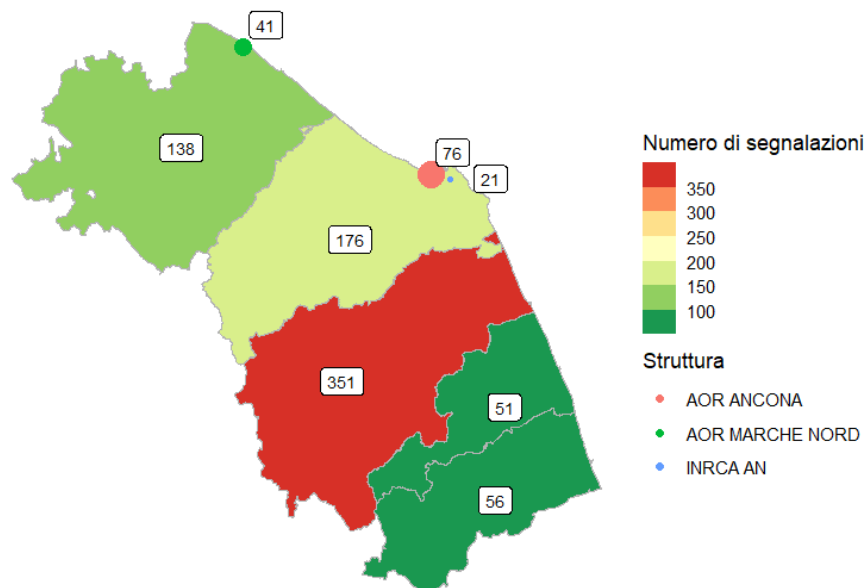 41
138
76
21
176
351
51
56
Numero di segnalazioni
350
300
250
200
150
100
Struttura
AOR ANCONA
AOR MARCHE NORD
INRCA AN